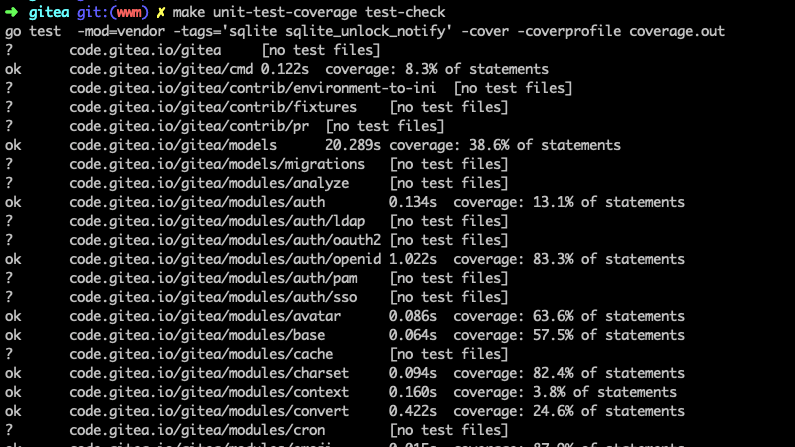 ➜ gitea git:(wwm) ✗ make unit-test-coverage test-check
go test  -mod=vendor -tags='sqlite sqlite_unlock_notify' -cover -coverprofile coverage.out
?       code.gitea.io/gitea     [no test files]
ok      code.gitea.io/gitea/cmd 0.122s  coverage: 8.3% of statements
?       code.gitea.io/gitea/contrib/environment-to-ini  [no test files]
?       code.gitea.io/gitea/contrib/fixtures    [no test files]
?       code.gitea.io/gitea/contrib/pr  [no test files]
ok      code.gitea.io/gitea/models      20.289s coverage: 38.6% of statements
?       code.gitea.io/gitea/models/migrations   [no test files]
?       code.gitea.io/gitea/modules/analyze     [no test files]
ok      code.gitea.io/gitea/modules/auth        0.134s  coverage: 13.1% of statements
?       code.gitea.io/gitea/modules/auth/ldap   [no test files]
?       code.gitea.io/gitea/modules/auth/oauth2 [no test files]
ok      code.gitea.io/gitea/modules/auth/openid 1.022s  coverage: 83.3% of statements
?       code.gitea.io/gitea/modules/auth/pam    [no test files]
?       code.gitea.io/gitea/modules/auth/sso    [no test files]
ok      code.gitea.io/gitea/modules/avatar      0.086s  coverage: 63.6% of statements
ok      code.gitea.io/gitea/modules/base        0.064s  coverage: 57.5% of statements
?       code.gitea.io/gitea/modules/cache       [no test files]
ok      code.gitea.io/gitea/modules/charset     0.094s  coverage: 82.4% of statements
ok      code.gitea.io/gitea/modules/context     0.160s  coverage: 3.8% of statements
ok      code.gitea.io/gitea/modules/convert     0.422s  coverage: 24.6% of statements
?       code.gitea.io/gitea/modules/cron        [no test files]